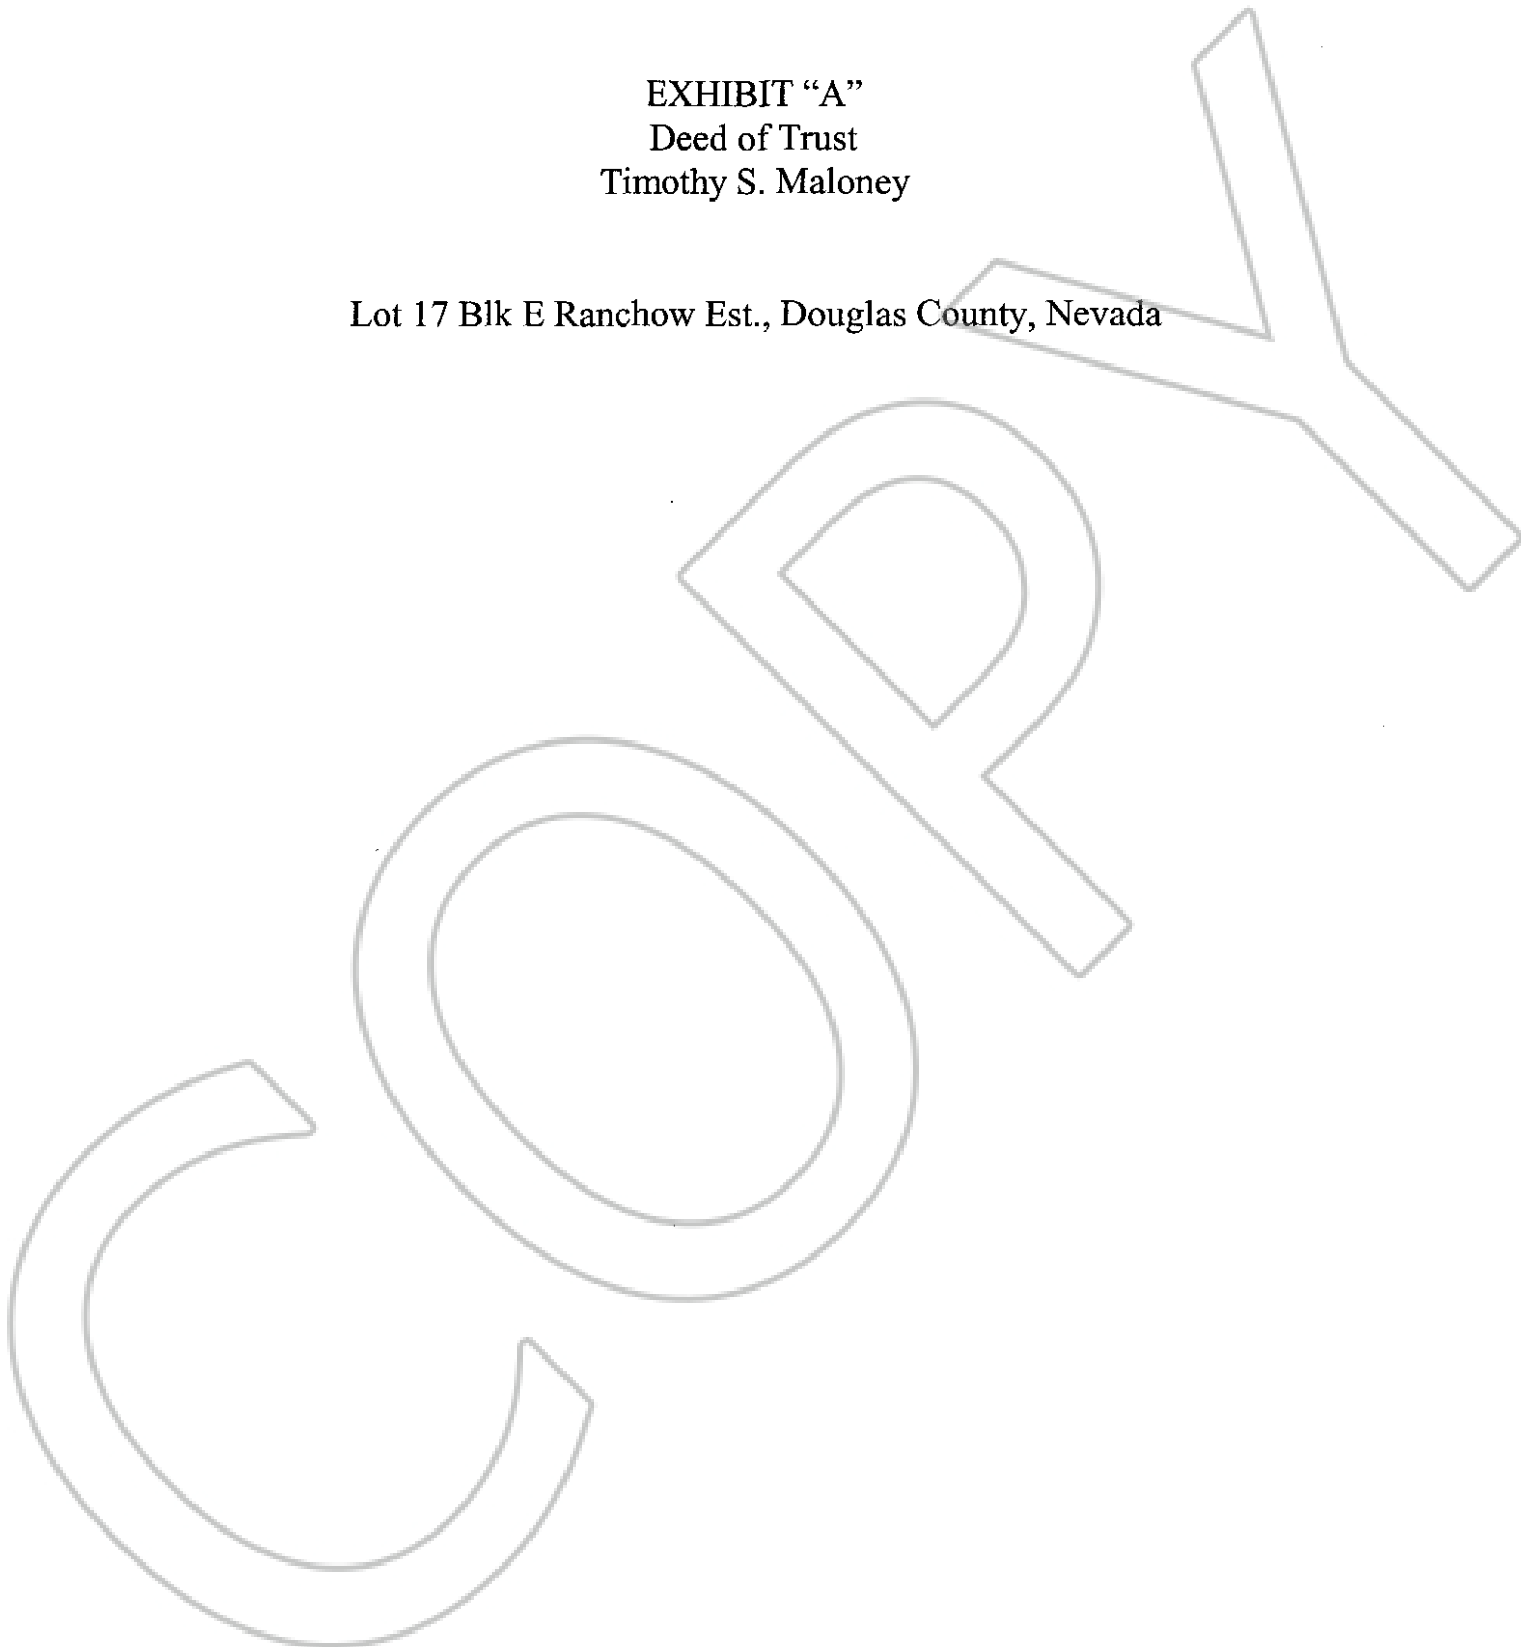 EXHIBIT “A”
Deed of Trust
Timothy S. Maloney
Lot 17 Blk E Ranchow Est., Douglas County, Nevada
COPY